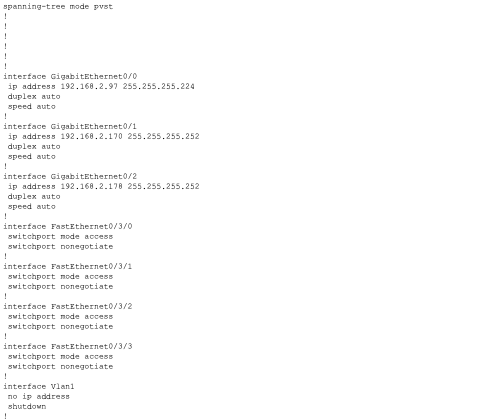 spanning-tree mode pvst
!
!
!
!
!
!
interface GigabitEthernet0/0
ip address 192.168.2.97 255.255.255.224
duplex auto
speed auto
!
interface GigabitEthernet0/1
ip address 192.168.2.170 255.255.255.252
duplex auto
speed auto
!
interface GigabitEthernet0/2
ip address 192.168.2.178 255.255.255.252
duplex auto
speed auto
!
interface FastEthernet0/3/0
switchport mode access
switchport nonegotiate
!
interface FastEthernet0/3/1
switchport mode access
switchport nonegotiate
!
interface FastEthernet0/3/2
switchport mode access
switchport nonegotiate
!
interface FastEthernet0/3/3
switchport mode access
switchport nonegotiate
!
interface Vlan1
no ip address
shutdown
!